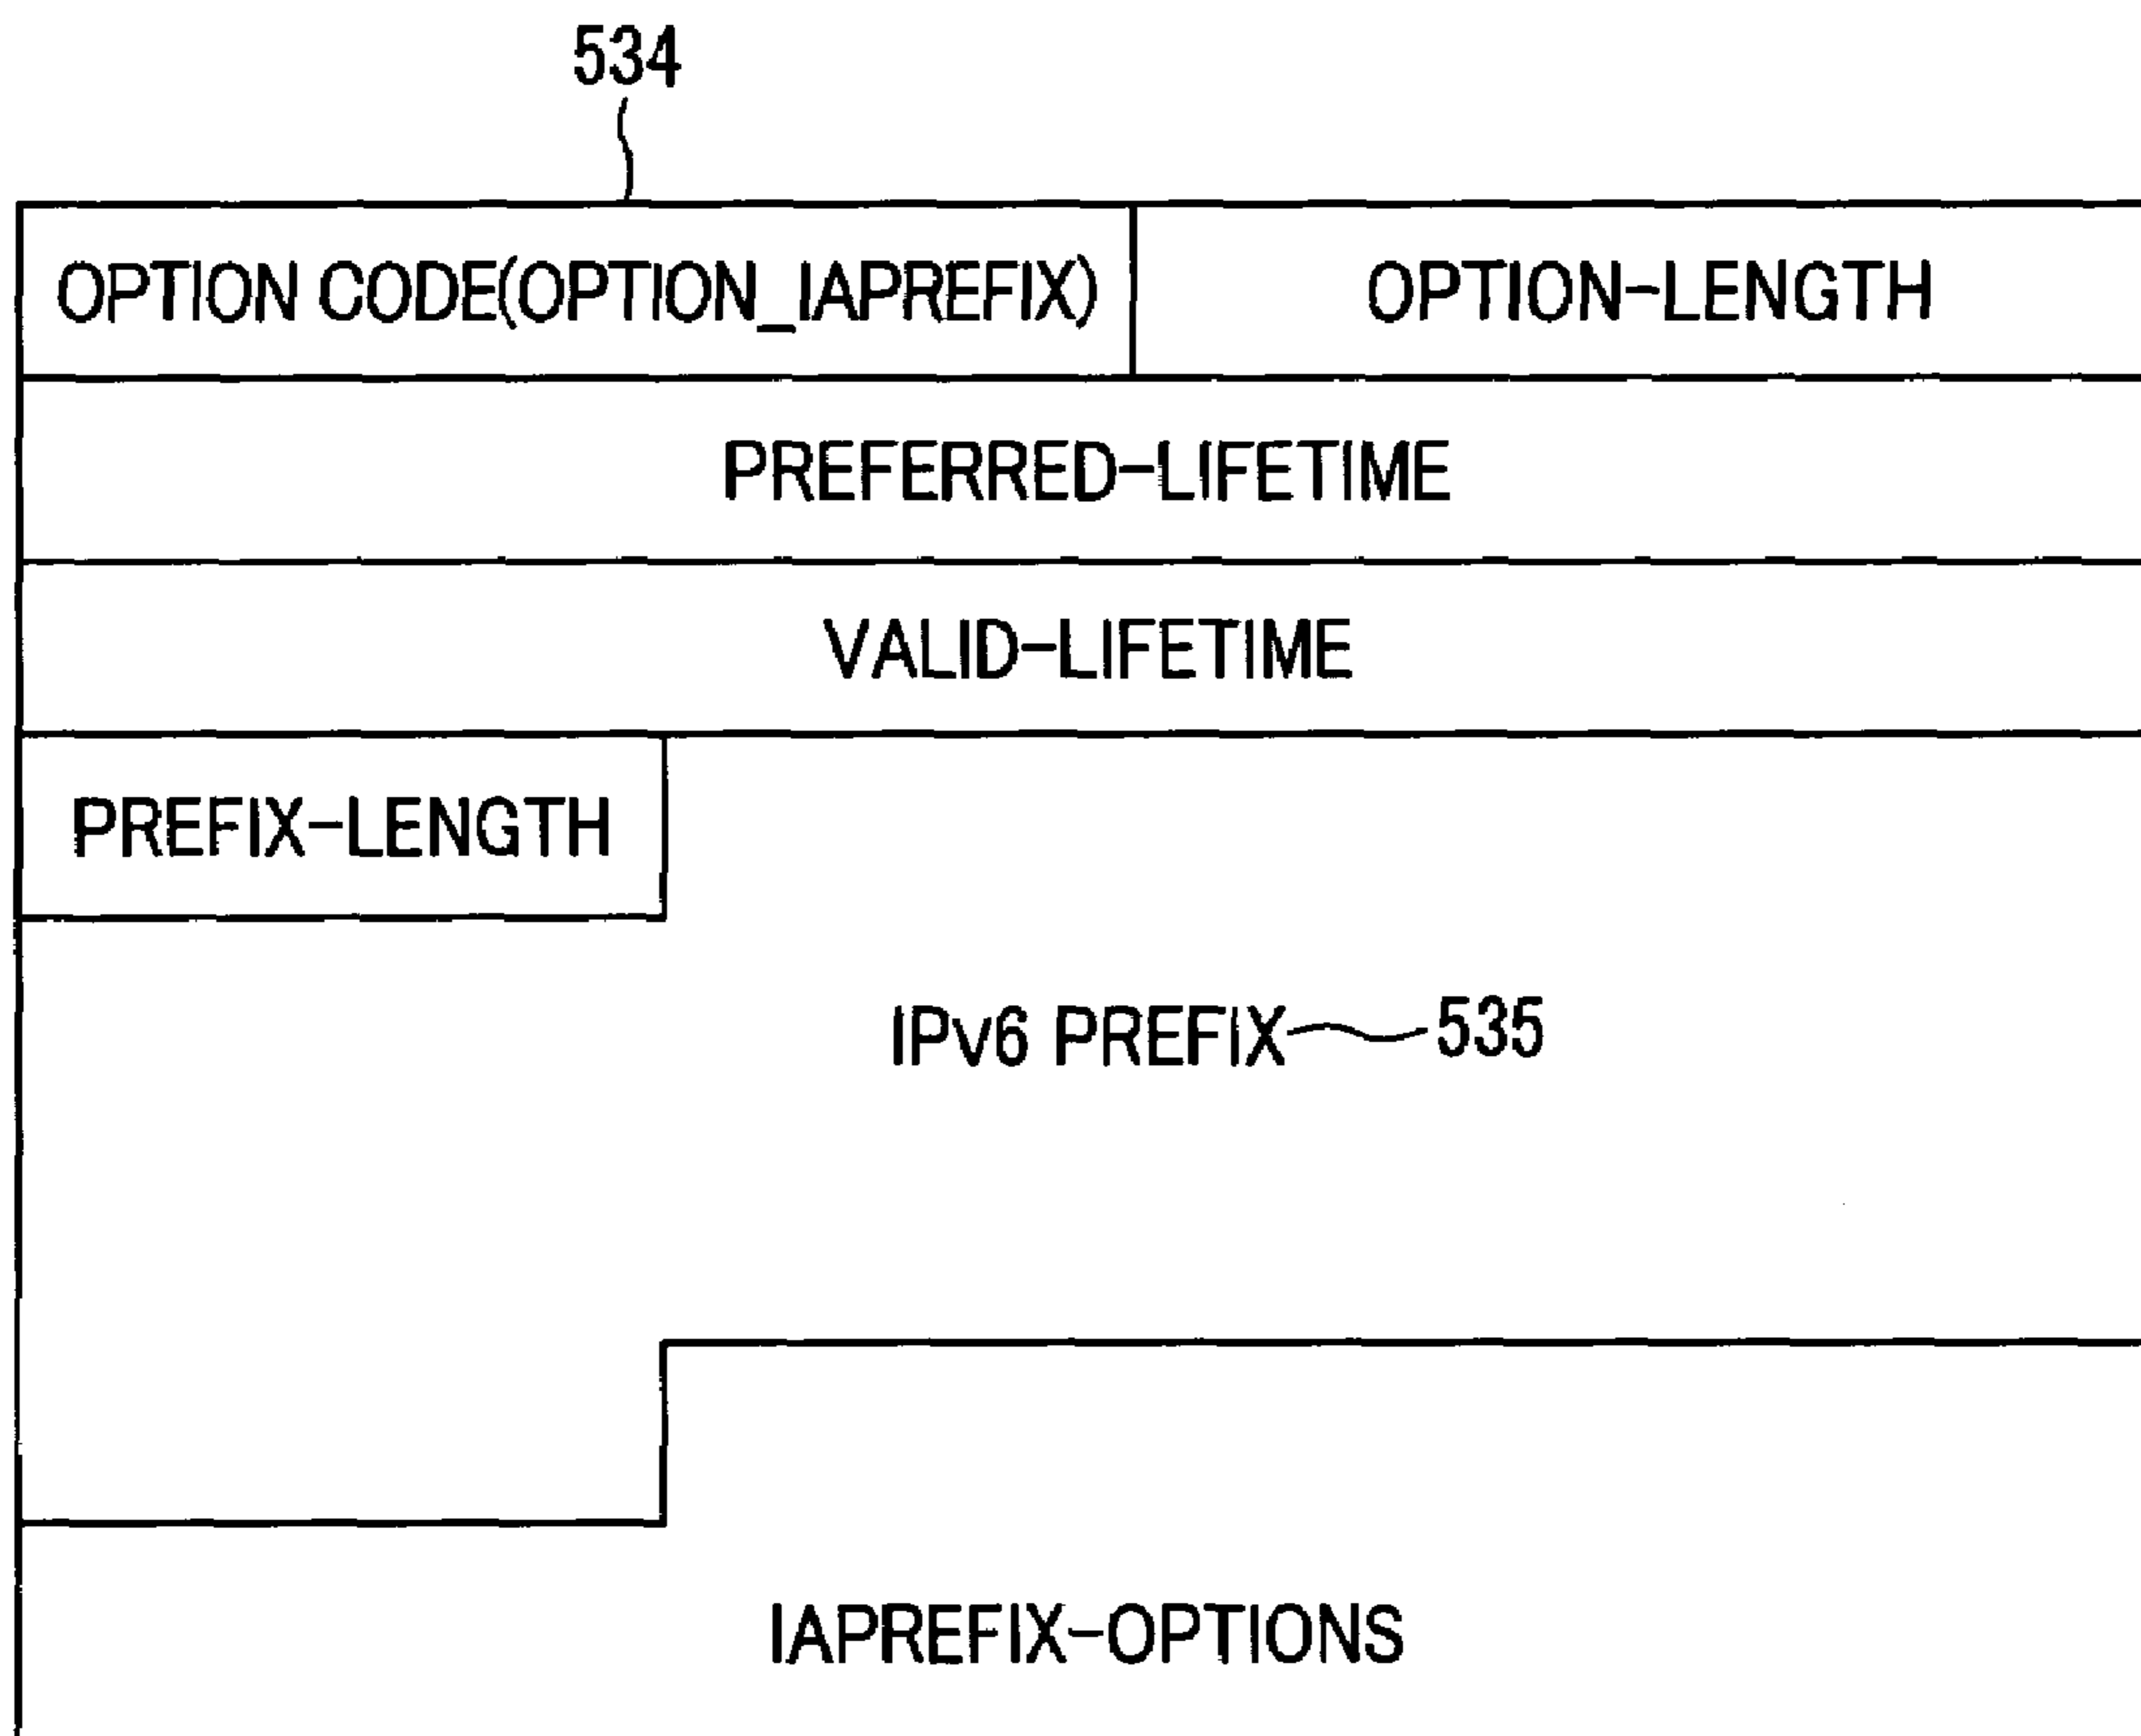 534
OPTION CODE(OPTION_IAPREFIX) OPTION-LENGTH
PREFERRED-LIFETIME
VALID-LIFETIME
PREFIX-LENGTH
IPv6 PREFIX 535
IAPREFIX-OPTIONS